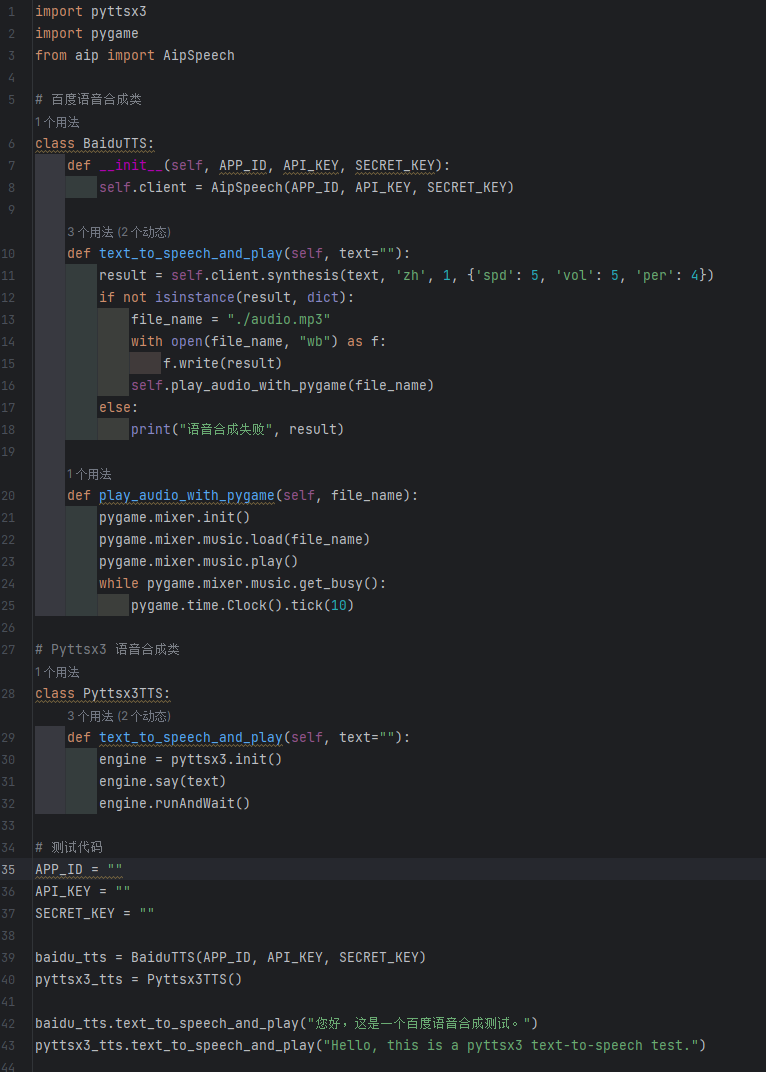 1 import pyttsx3
2 import pygame
3 from aip import AipSpeech
4
5 # 百度语音合成类
1 个用法
6 class BaiduTTS:
7     def __init__(self, APP_ID, API_KEY, SECRET_KEY):
8         self.client = AipSpeech(APP_ID, API_KEY, SECRET_KEY)
9
3 个用法 (2 个动态)
10     def text_to_speech_and_play(self, text=""):
11         result = self.client.synthesis(text, 'zh', 1, {'spd': 5, 'vol': 5, 'per': 4})
12         if not isinstance(result, dict):
13             file_name = "./audio.mp3"
14             with open(file_name, "wb") as f:
15                 f.write(result)
16             self.play_audio_with_pygame(file_name)
17         else:
18             print("语音合成失败", result)
19
1 个用法
20     def play_audio_with_pygame(self, file_name):
21         pygame.mixer.init()
22         pygame.mixer.music.load(file_name)
23         pygame.mixer.music.play()
24         while pygame.mixer.music.get_busy():
25             pygame.time.Clock().tick(10)
26
27 # Pyttsx3 语音合成类
1 个用法
28 class Pyttsx3TTS:
3 个用法 (2 个动态)
29     def text_to_speech_and_play(self, text=""):
30         engine = pyttsx3.init()
31         engine.say(text)
32         engine.runAndWait()
33
34 # 测试代码
35 APP_ID = ""
36 API_KEY = ""
37 SECRET_KEY = ""
38
39 baidu_tts = BaiduTTS(APP_ID, API_KEY, SECRET_KEY)
40 pyttsx3_tts = Pyttsx3TTS()
41
42 baidu_tts.text_to_speech_and_play("您好，这是一个百度语音合成测试。")
43 pyttsx3_tts.text_to_speech_and_play("Hello, this is a pyttsx3 text-to-speech test.")
44